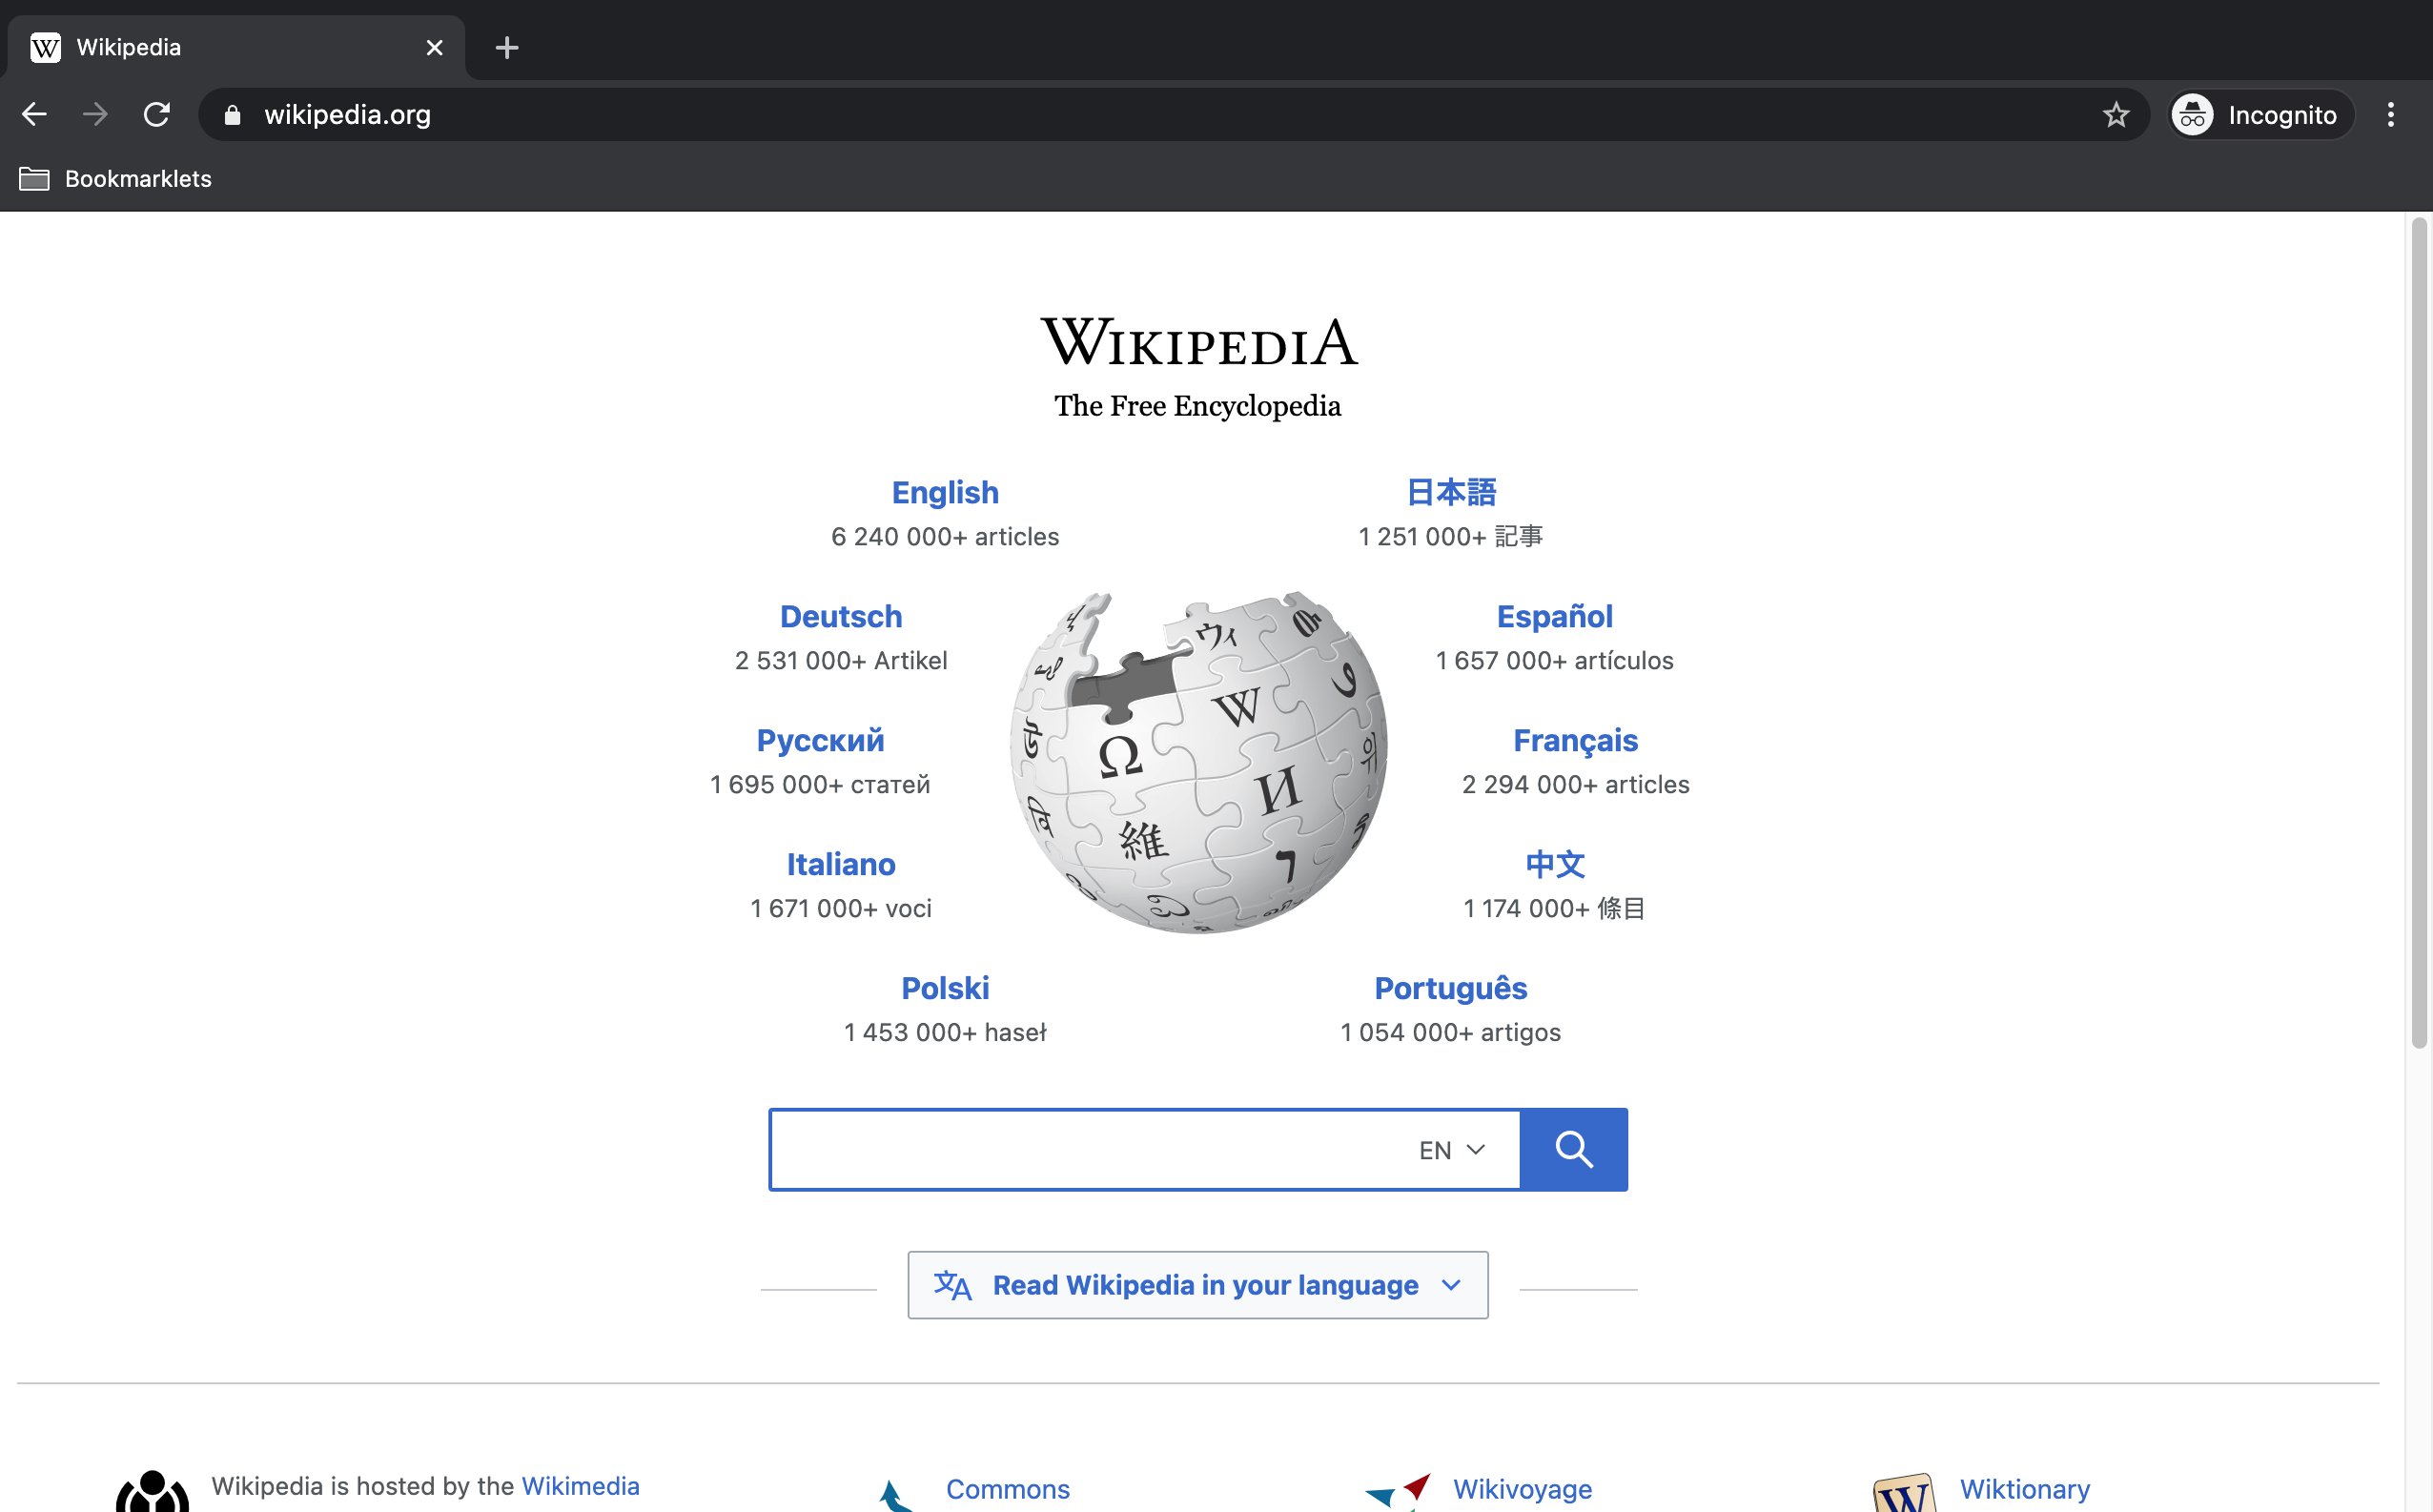 Wikipedia
wikipedia.org
Incognito
Bookmarklets
WIKIPEDIA
The Free Encyclopedia
English
6 240 000+ articles
日本語
1 251 000+ 記事
Deutsch
2 531 000+ Artikel
Español
1 657 000+ artículos
Русский
1 695 000+ статей
Français
2 294 000+ articles
Italiano
1 671 000+ voci
中文
1 174 000+ 條目
Polski
1 453 000+ haseł
Português
1 054 000+ artigos
Ω
W
И
維
ウィ
EN
Read Wikipedia in your language
Wikipedia is hosted by the Wikimedia
Commons
Wikivoyage
Wiktionary